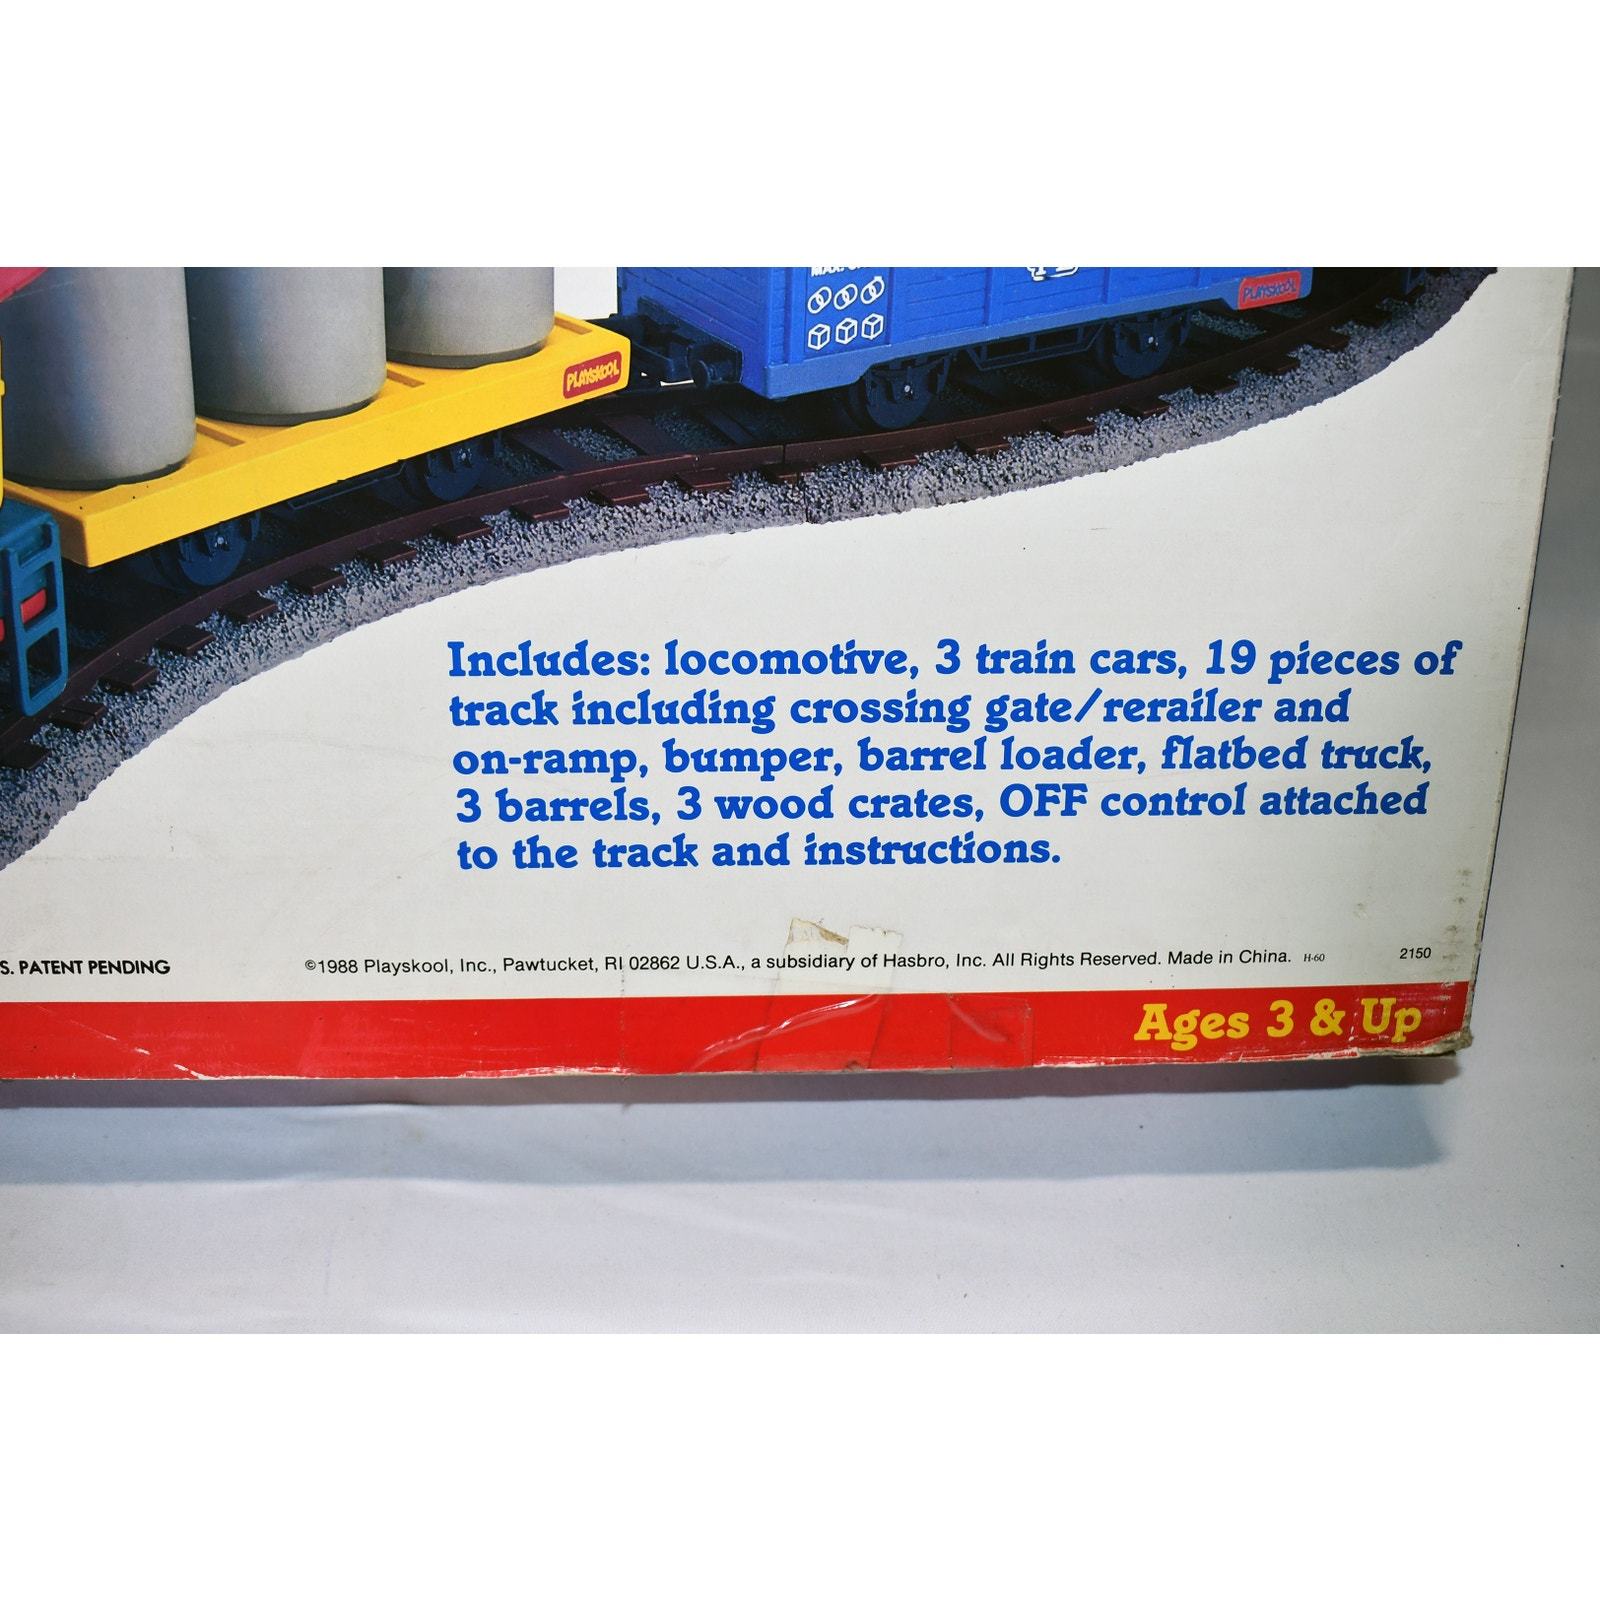 PLAYSKOOL
PLAYSKOOL
Includes: locomotive, 3 train cars, 19 pieces of
track including crossing gate/rerailer and
on-ramp, bumper, barrel loader, flatbed truck,
3 barrels, 3 wood crates, OFF control attached
to the track and instructions.
S. PATENT PENDING
©1988 Playskool, Inc., Pawtucket, RI 02862 U.S.A., a subsidiary of Hasbro, Inc. All Rights Reserved. Made in China. H-60 2150
Ages 3 & Up